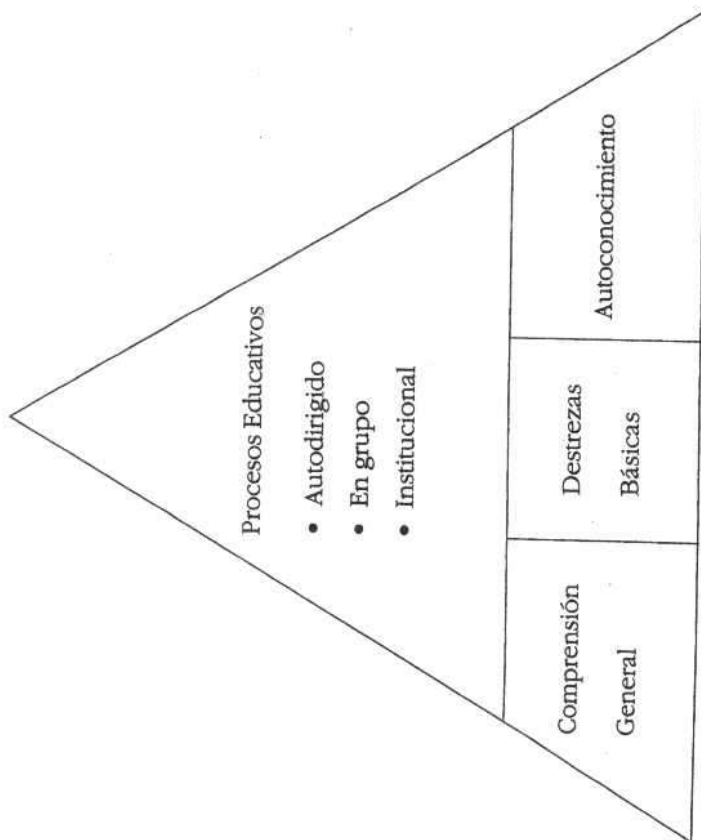 Procesos Educativos
• Autodirigido
• En grupo
• Institucional
Comprensión
General
Destrezas
Básicas
Autoconocimiento